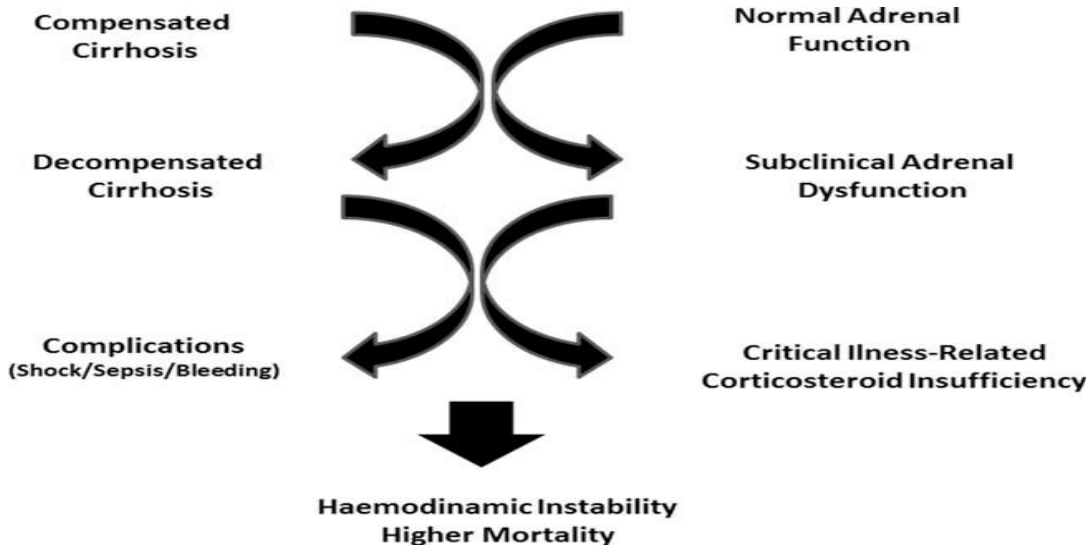 Compensated
Cirrhosis
Normal Adrenal
Function
Decompensated
Cirrhosis
Subclinical Adrenal
Dysfunction
Complications
(Shock/Sepsis/Bleeding)
Critical Ilness-Related
Corticosteroid Insufficiency
Haemodinamic Instability
Higher Mortality